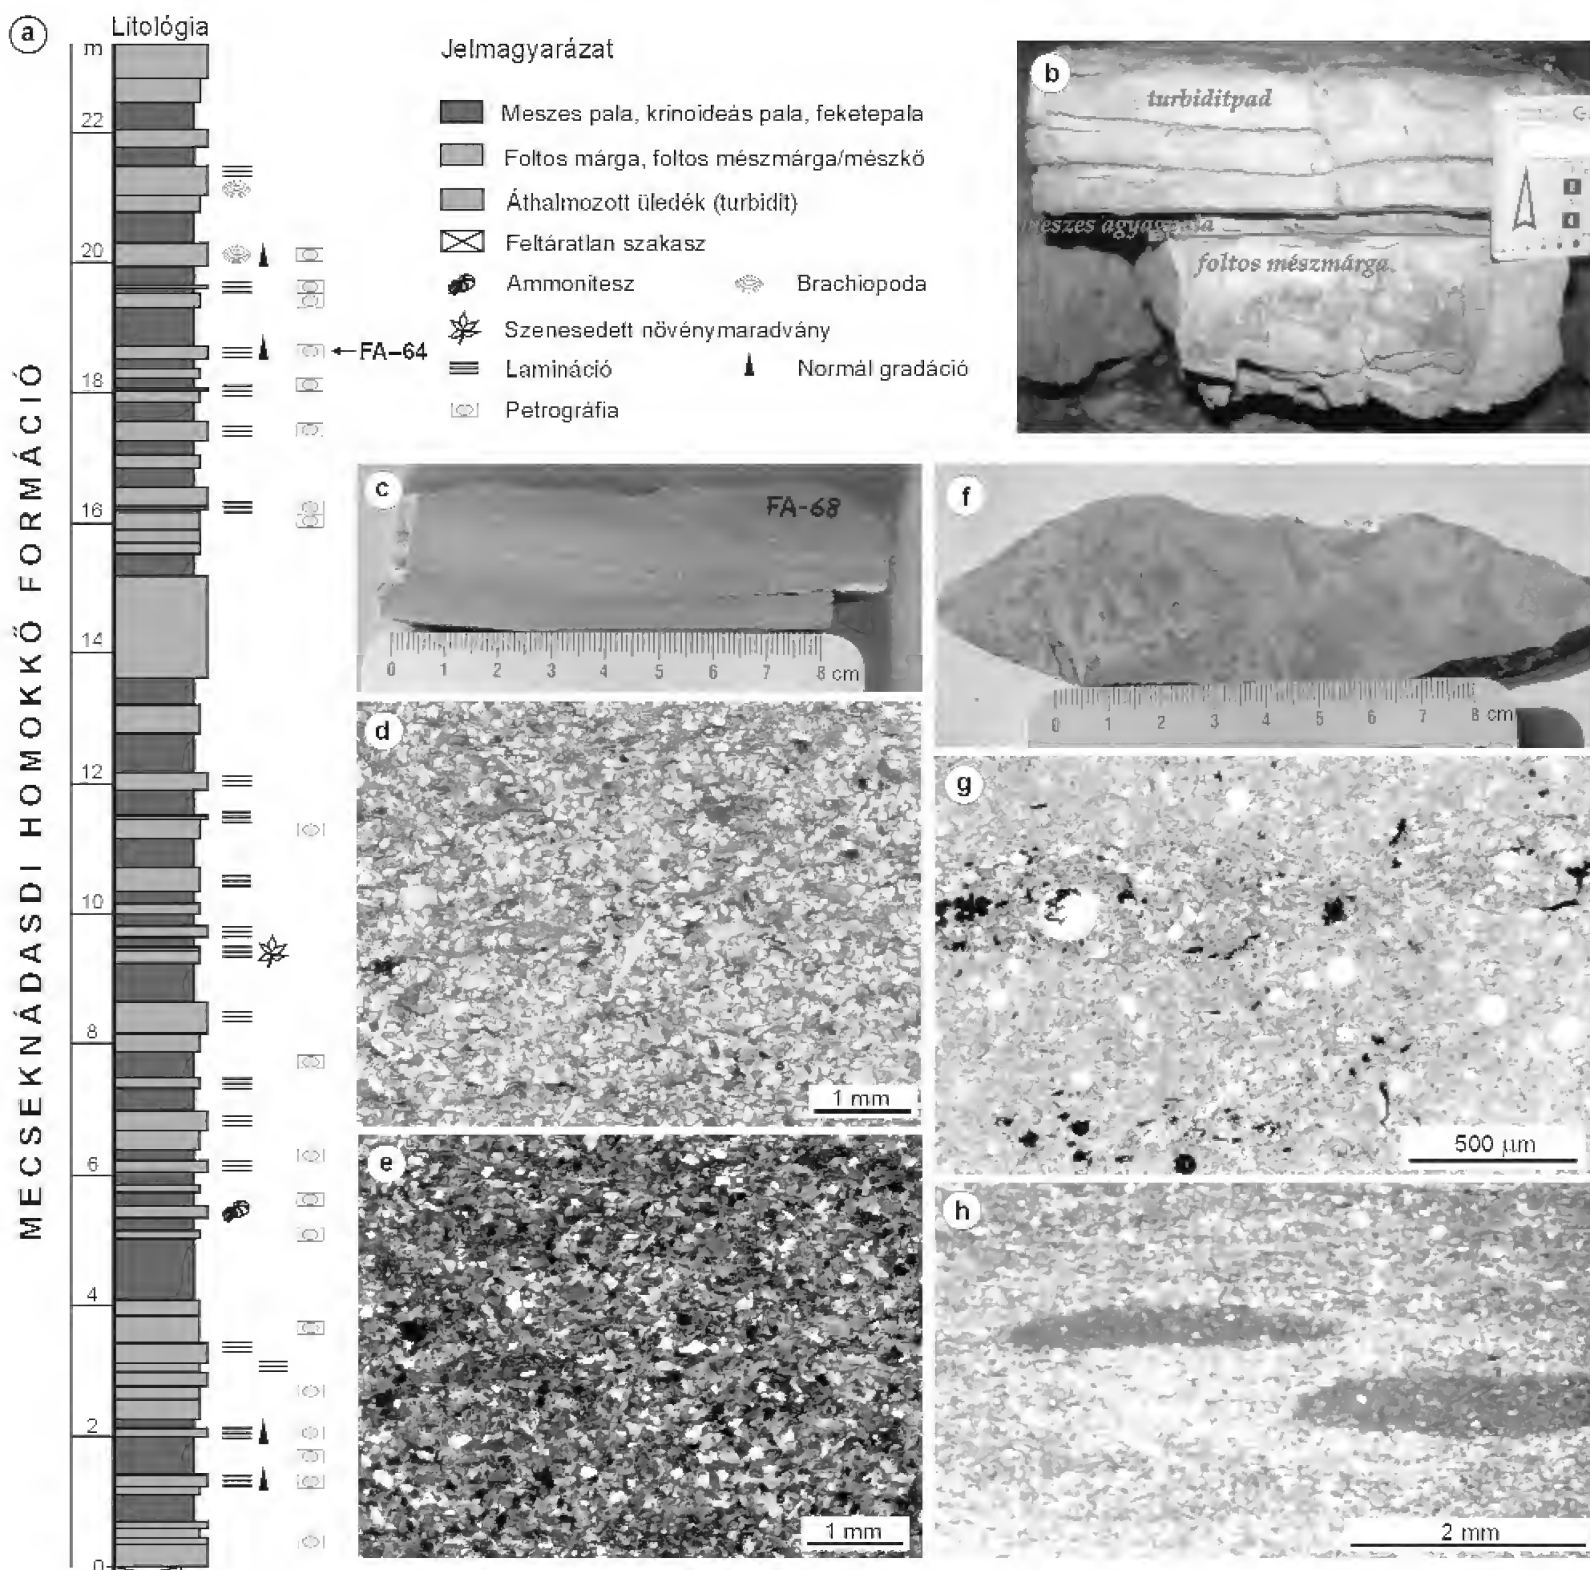 a
Litológia
m
22
20
18
16
14
12
10
8
6
4
2
0
MECSEKNÁDASDI HOMOKKŐ FORMÁCIÓ
FA–64
Jelmagyarázat
Meszes pala, krinoideás pala, feketepala
Foltos márga, foltos mészmárga/mészkő
Áthalmozott üledék (turbidit)
Feltáratlan szakasz
Ammonitesz
Brachiopoda
Szenesedett növénymaradvány
Lamináció
Normál gradáció
Petrográfia
b
turbiditpad
meszes agyagpala
foltos mészmárga
G
c
FA-68
0 1 2 3 4 5 6 7 8 cm
f
0 1 2 3 4 5 6 7 8 cm
d
1 mm
g
500 µm
e
1 mm
h
2 mm